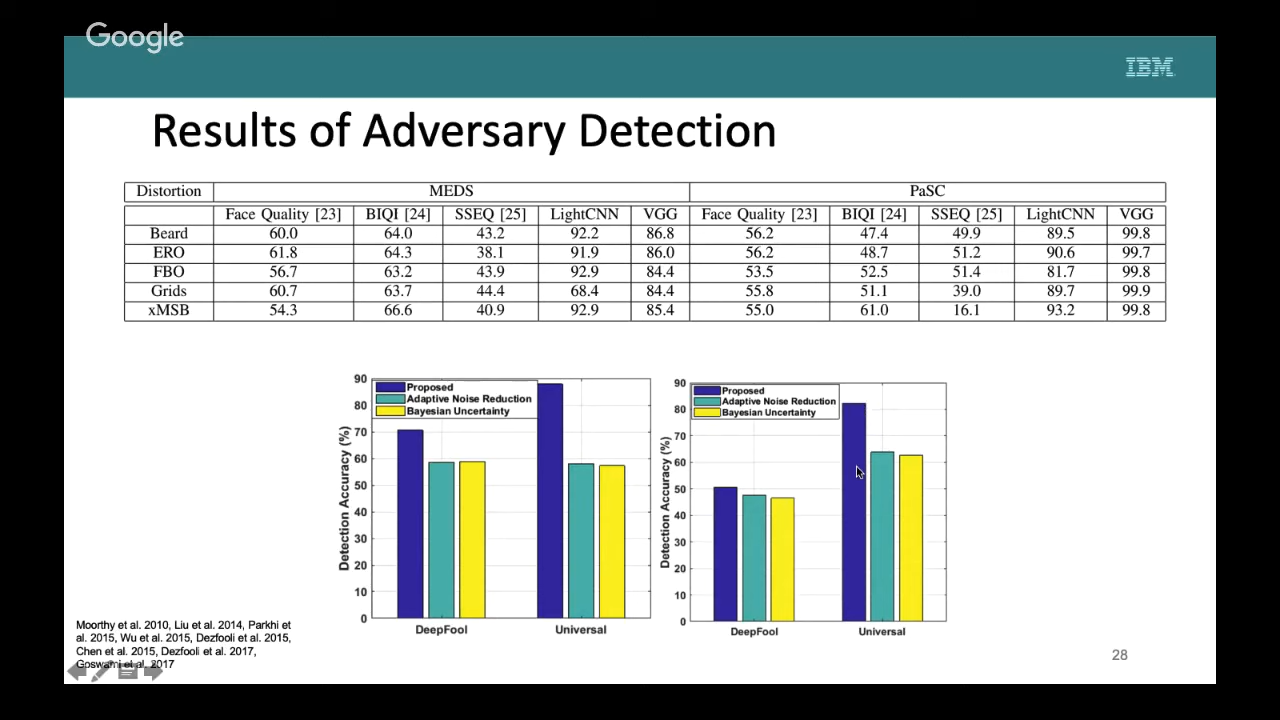 Google
IBM
Results of Adversary Detection
Distortion MEDS PaSC
Face Quality [23] BIQI [24] SSEQ [25] LightCNN VGG Face Quality [23] BIQI [24] SSEQ [25] LightCNN VGG
Beard 60.0 64.0 43.2 92.2 86.8 56.2 47.4 49.9 89.5 99.8
ERO 61.8 64.3 38.1 91.9 86.0 56.2 48.7 51.2 90.6 99.7
FBO 56.7 63.2 43.9 92.9 84.4 53.5 52.5 51.4 81.7 99.8
Grids 60.7 63.7 44.4 68.4 84.4 55.8 51.1 39.0 89.7 99.9
xMSB 54.3 66.6 40.9 92.9 85.4 55.0 61.0 16.1 93.2 99.8
90
80
70
60
50
40
30
20
10
0
Detection Accuracy (%)
Proposed
Adaptive Noise Reduction
Bayesian Uncertainty
DeepFool Universal
90
80
70
60
50
40
30
20
10
0
Detection Accuracy (%)
Proposed
Adaptive Noise Reduction
Bayesian Uncertainty
DeepFool Universal
Moorthy et al. 2010, Liu et al. 2014, Parkhi et
al. 2015, Wu et al. 2015, Dezfooli et al. 2015,
Chen et al. 2015, Dezfooli et al. 2017,
Goswami et al. 2017
28